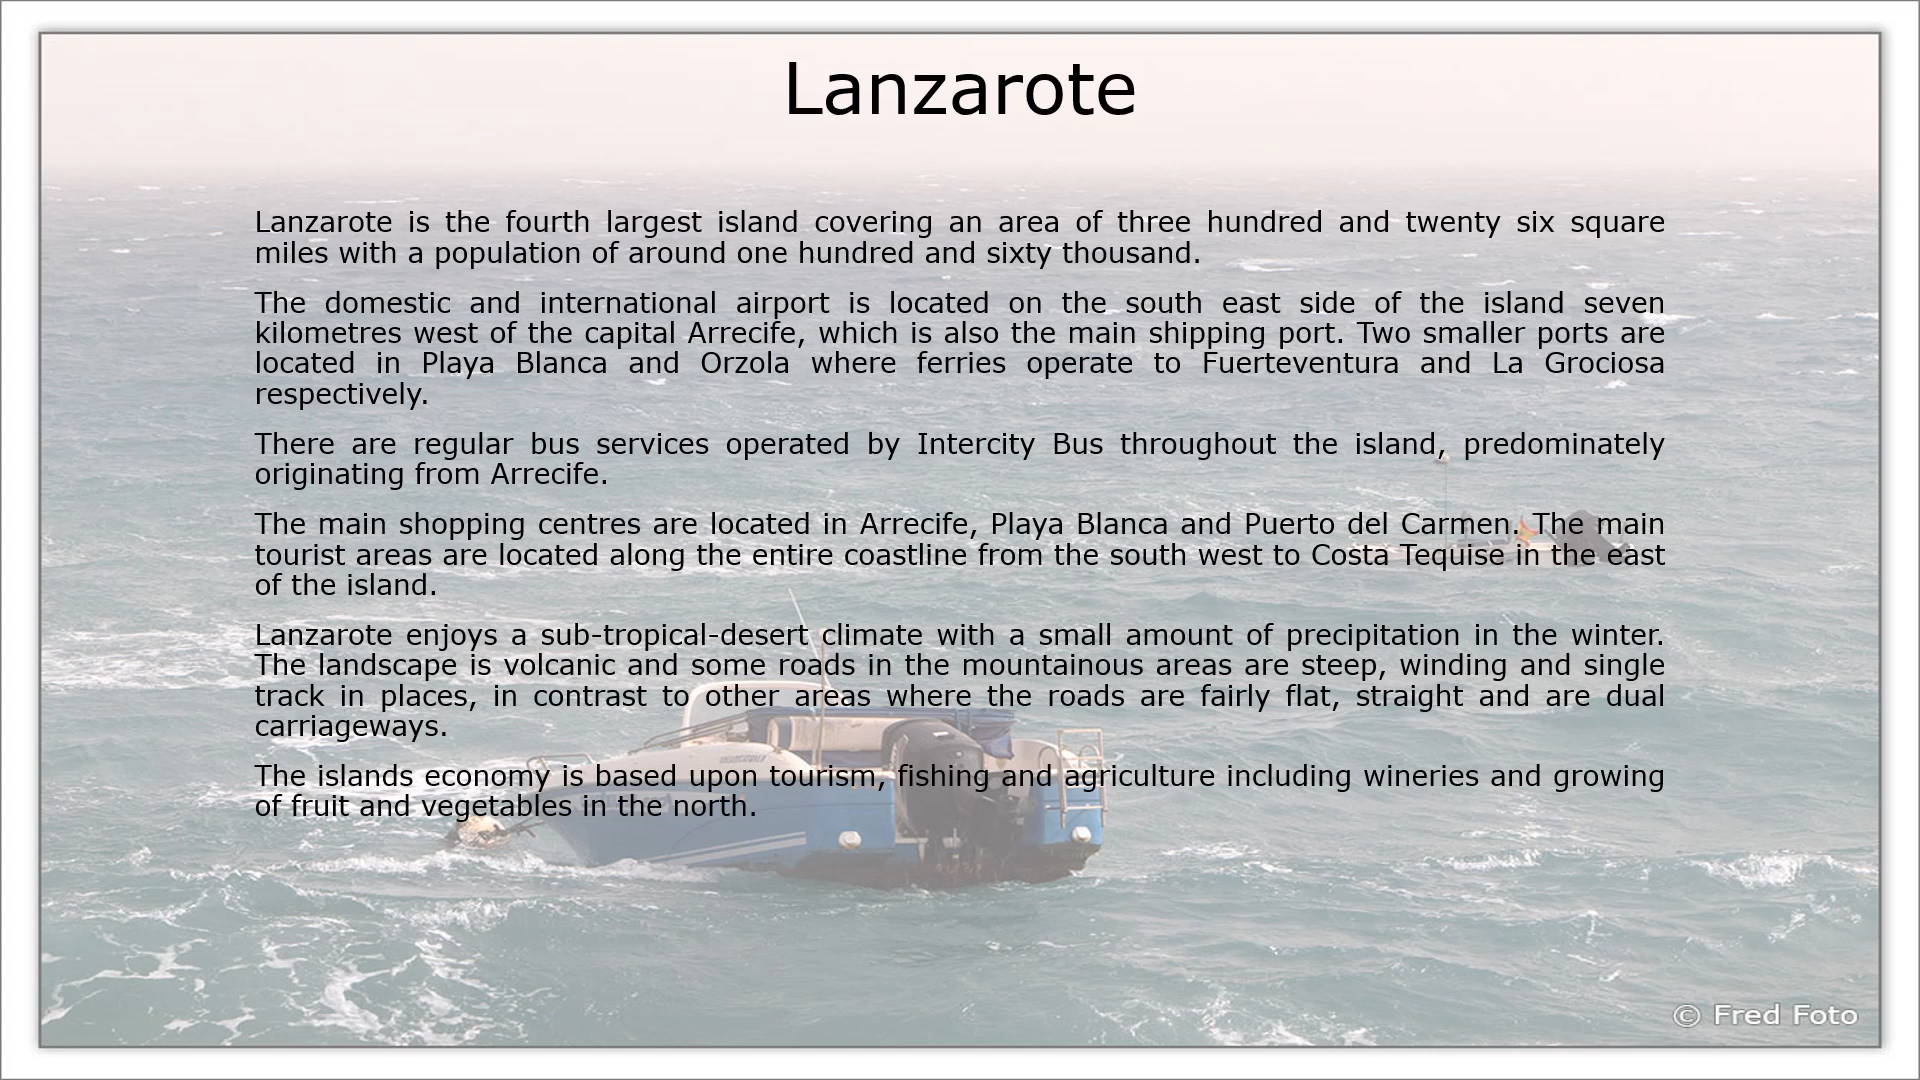 Lanzarote
Lanzarote is the fourth largest island covering an area of three hundred and twenty six square
miles with a population of around one hundred and sixty thousand.
The domestic and international airport is located on the south east side of the island seven
kilometres west of the capital Arrecife, which is also the main shipping port. Two smaller ports are
located in Playa Blanca and Orzola where ferries operate to Fuerteventura and La Grociosa
respectively.
There are regular bus services operated by Intercity Bus throughout the island, predominately
originating from Arrecife.
The main shopping centres are located in Arrecife, Playa Blanca and Puerto del Carmen. The main
tourist areas are located along the entire coastline from the south west to Costa Tequise in the east
of the island.
Lanzarote enjoys a sub-tropical-desert climate with a small amount of precipitation in the winter.
The landscape is volcanic and some roads in the mountainous areas are steep, winding and single
track in places, in contrast to other areas where the roads are fairly flat, straight and are dual
carriageways.
The islands economy is based upon tourism, fishing and agriculture including wineries and growing
of fruit and vegetables in the north.
© Fred Foto